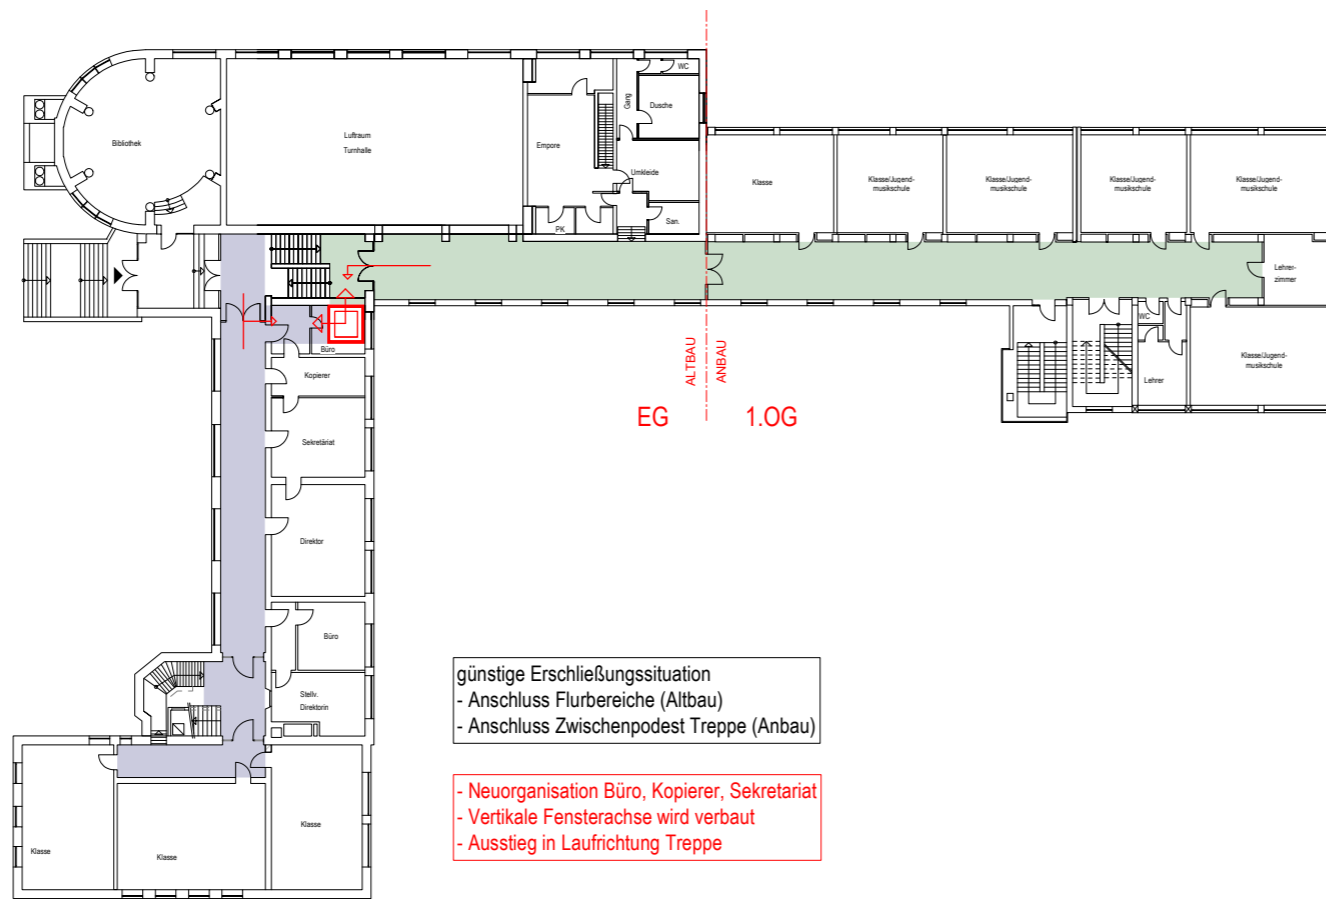 WC
Gang
Dusche
Bibliothek
Luftraum
Turnhalle
Empore
Umkleide
PK
San.
Klasse
Klasse/Jugend-
musikschule
Klasse/Jugend-
musikschule
Klasse/Jugend-
musikschule
Klasse/Jugend-
musikschule
Lehrer-
zimmer
WC
Lehrer
Klasse/Jugend-
musikschule
ALTBAU
ANBAU
EG
1.OG
Büro
Kopierer
Sekretäriat
Direktor
Büro
Stellv.
Direktorin
Klasse
Klasse
Klasse
günstige Erschließungssituation
- Anschluss Flurbereiche (Altbau)
- Anschluss Zwischenpodest Treppe (Anbau)
- Neuorganisation Büro, Kopierer, Sekretariat
- Vertikale Fensterachse wird verbaut
- Ausstieg in Laufrichtung Treppe